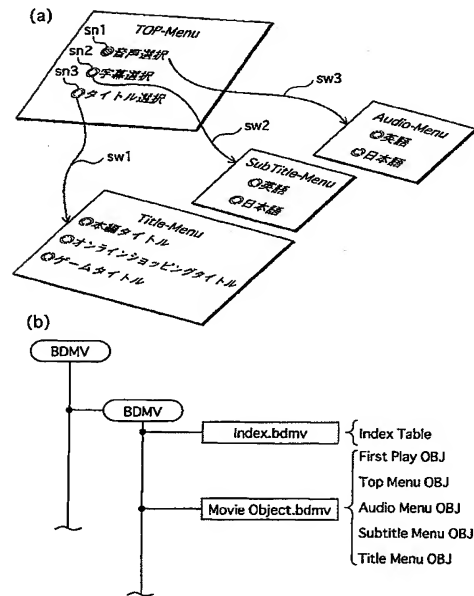 (a)
TOP-Menu
sn1
音声選択
sn2
字幕選択
sn3
タイトル選択
sw3
sw2
sw1
Audio-Menu
英語
日本語
SubTitle-Menu
英語
日本語
Title-Menu
本編タイトル
オンラインショッピングタイトル
ゲームタイトル
(b)
BDMV
BDMV
Index.bdmv
Index Table
First Play OBJ
Top Menu OBJ
Movie Object.bdmv
Audio Menu OBJ
Subtitle Menu OBJ
Title Menu OBJ